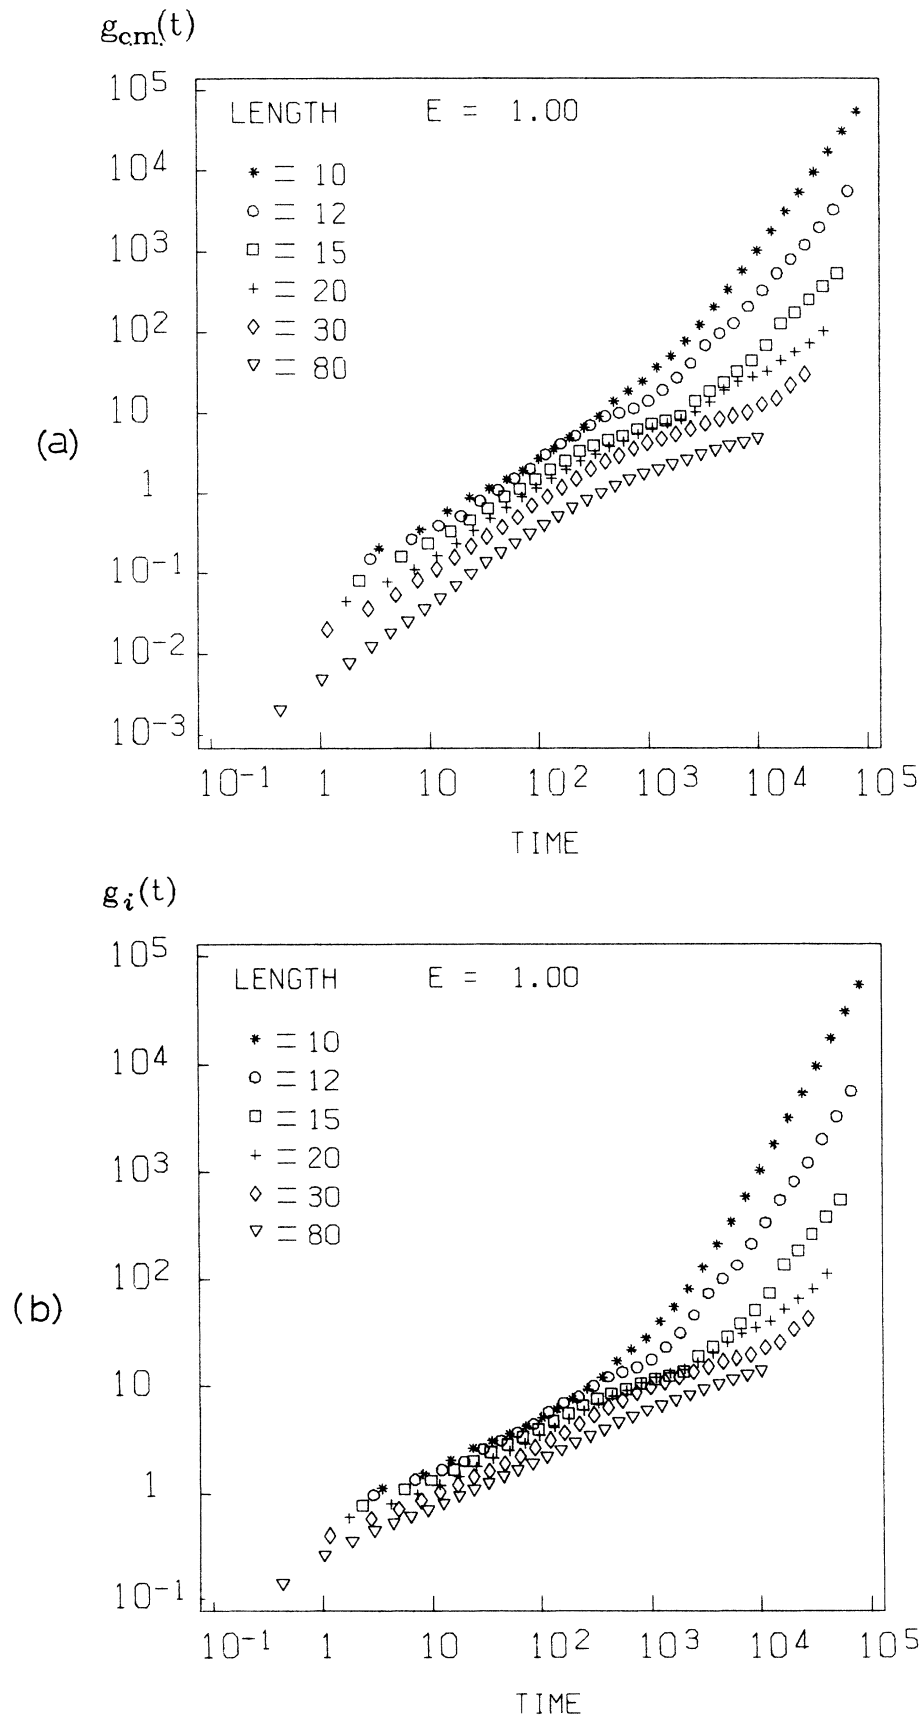 g_{c.m.}(t)
10^5
10^4
10^3
10^2
10
1
10^{-1}
10^{-2}
10^{-3}
LENGTH E = 1.00
* = 10
○ = 12
□ = 15
+ = 20
◇ = 30
▽ = 80
(a)
10^{-1} 1 10 10^2 10^3 10^4 10^5
TIME
g_i(t)
10^5
10^4
10^3
10^2
10
1
10^{-1}
LENGTH E = 1.00
* = 10
○ = 12
□ = 15
+ = 20
◇ = 30
▽ = 80
(b)
10^{-1} 1 10 10^2 10^3 10^4 10^5
TIME